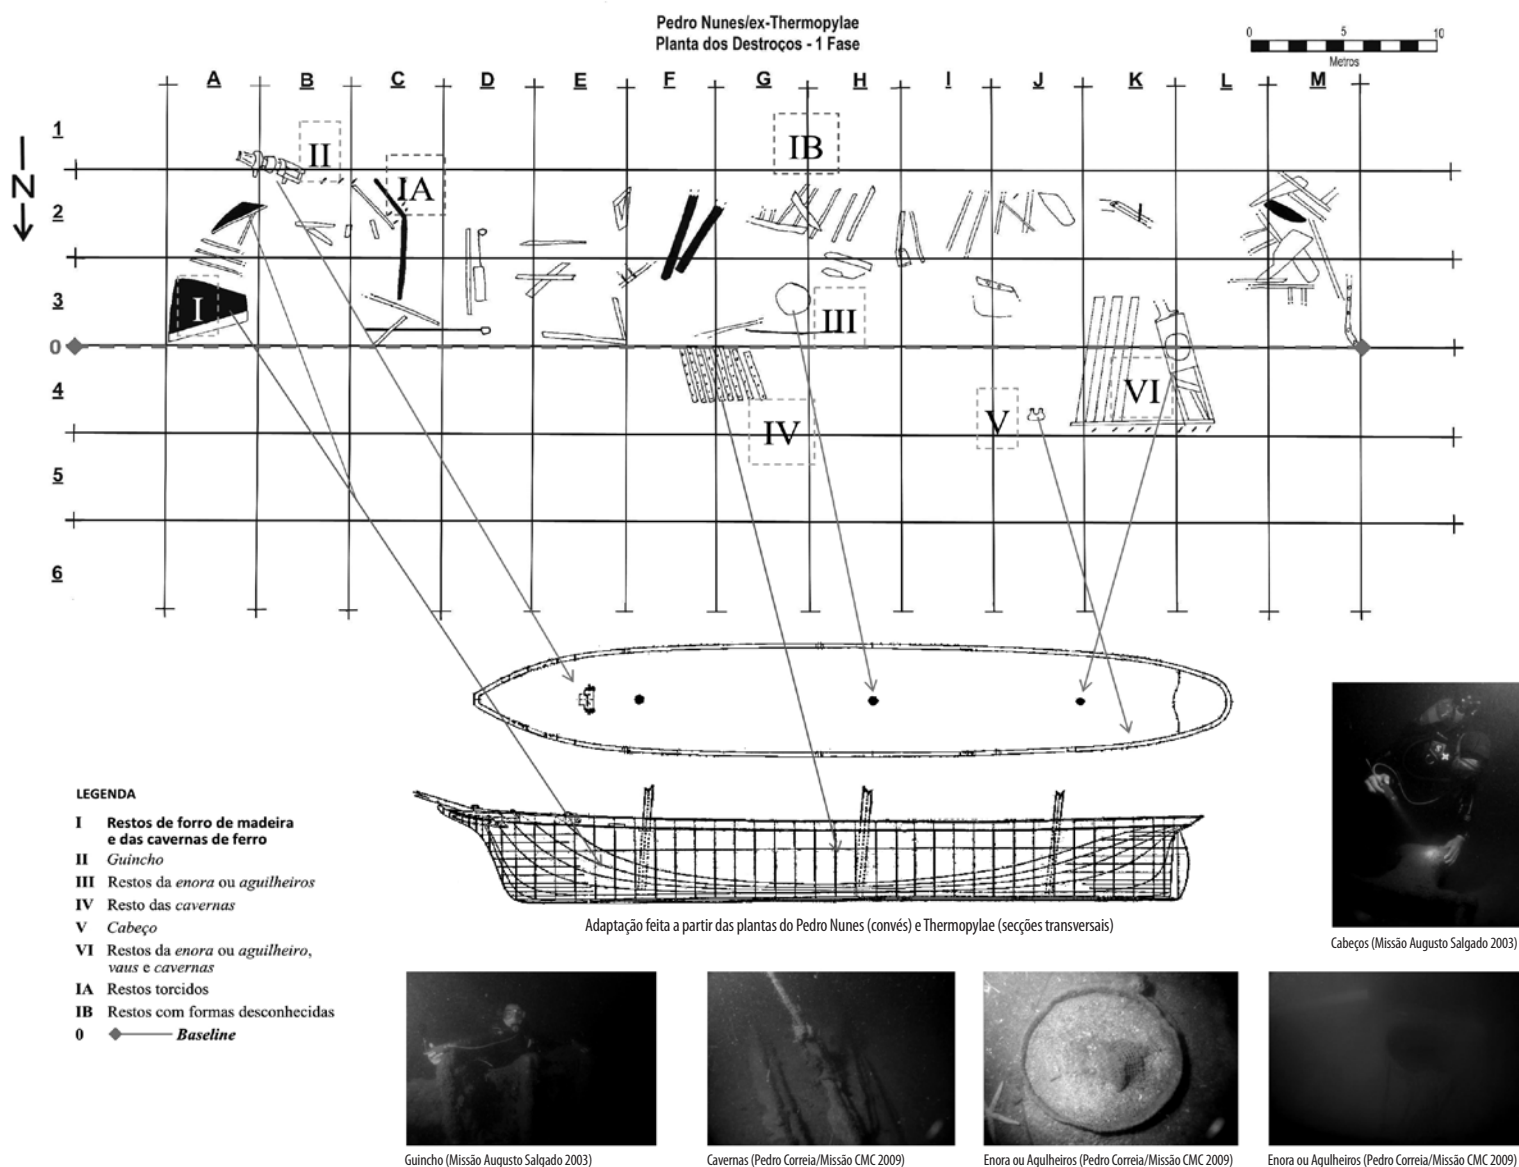 Pedro Nunes/ex-Thermopylae
Planta dos Destroços - 1 Fase
0 5 10
Metros
A B C D E F G H I J K L M
1
II
IB
N
IA
2
3
I
III
0
4
VI
V
IV
5
6
LEGENDA
I Restos de forro de madeira
e das cavernas de ferro
II Guincho
III Restos da enora ou aguilheiros
IV Resto das cavernas
V Cabeço
VI Restos da enora ou aguilheiro,
vaus e cavernas
IA Restos torcidos
IB Restos com formas desconhecidas
0 Baseline
Adaptação feita a partir das plantas do Pedro Nunes (convés) e Thermopylae (secções transversais)
Cabeços (Missão Augusto Salgado 2003)
Guincho (Missão Augusto Salgado 2003)
Cavernas (Pedro Correia/Missão CMC 2009)
Enora ou Agulheiros (Pedro Correia/Missão CMC 2009)
Enora ou Agulheiros (Pedro Correia/Missão CMC 2009)